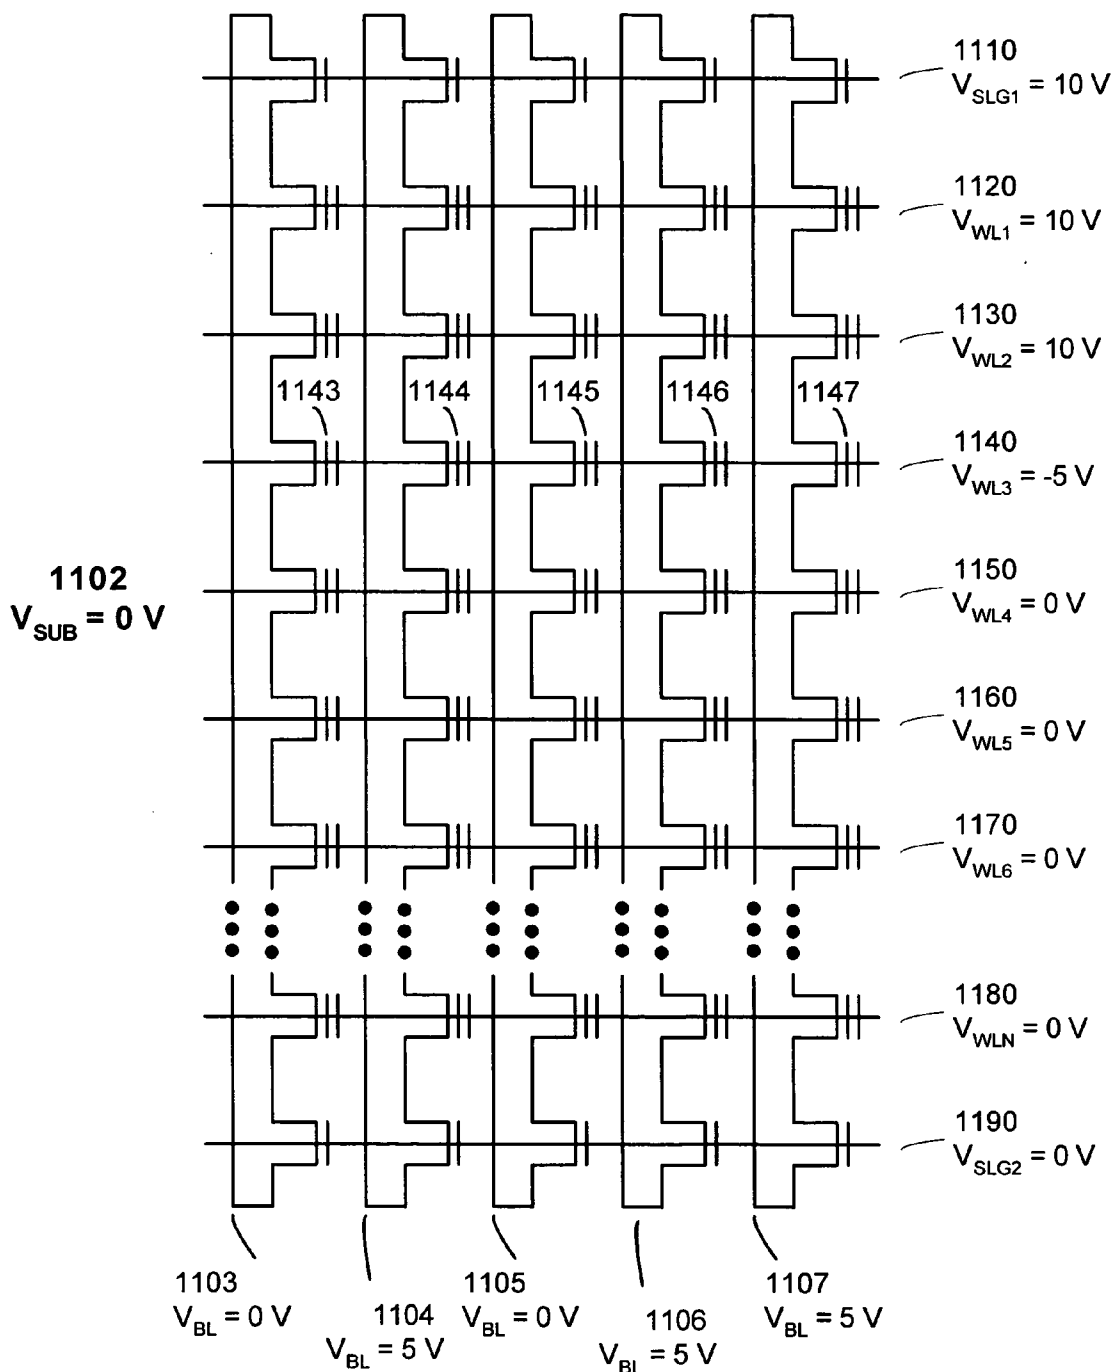 1110
V_SLG1 = 10 V
1120
V_WL1 = 10 V
1130
V_WL2 = 10 V
1143 1144 1145 1146 1147
1140
V_WL3 = -5 V
1102
V_SUB = 0 V
1150
V_WL4 = 0 V
1160
V_WL5 = 0 V
1170
V_WL6 = 0 V
1180
V_WLN = 0 V
1190
V_SLG2 = 0 V
1103
V_BL = 0 V
1104
V_BL = 5 V
1105
V_BL = 0 V
1106
V_BL = 5 V
1107
V_BL = 5 V